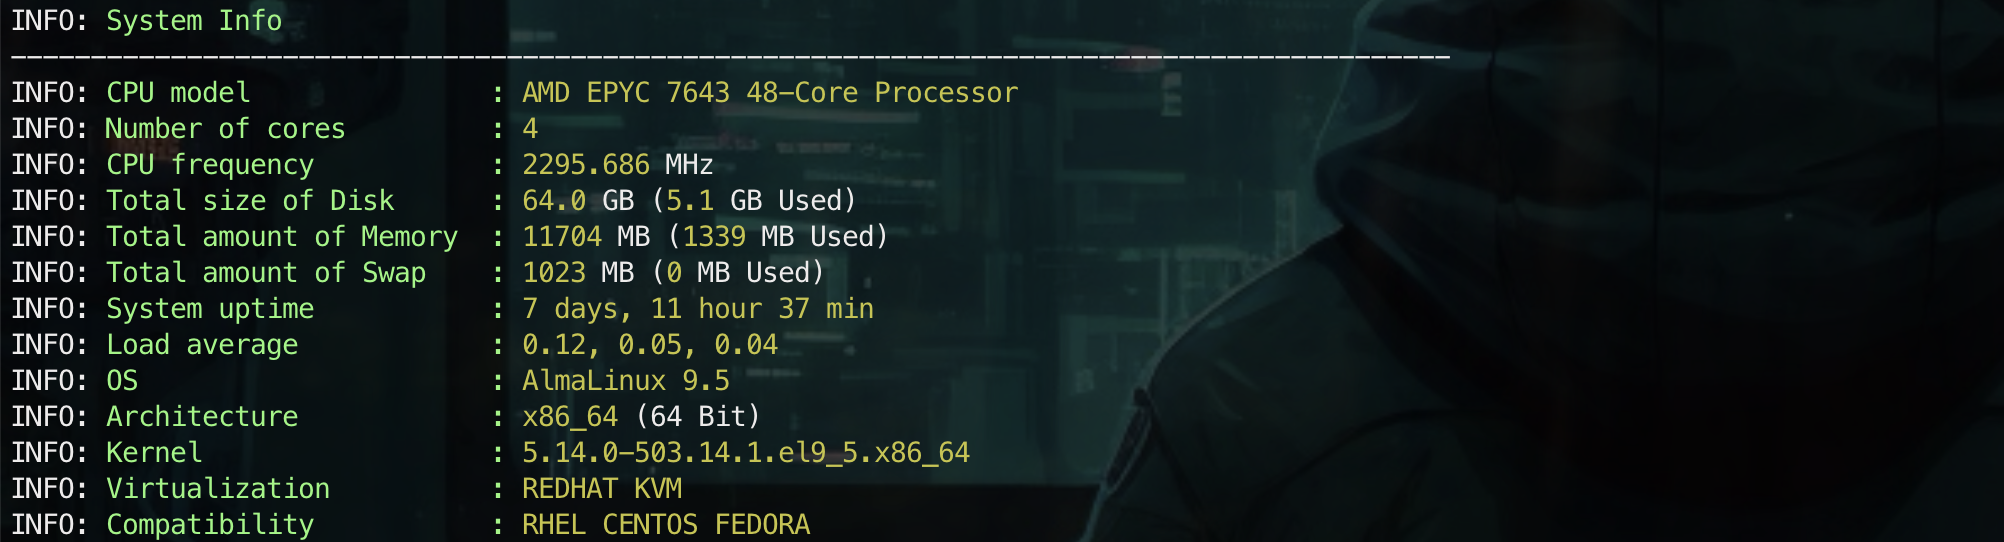 INFO: System Info
------------------------------------------------------------------------------------------
INFO: CPU model : AMD EPYC 7643 48-Core Processor
INFO: Number of cores : 4
INFO: CPU frequency : 2295.686 MHz
INFO: Total size of Disk : 64.0 GB (5.1 GB Used)
INFO: Total amount of Memory : 11704 MB (1339 MB Used)
INFO: Total amount of Swap : 1023 MB (0 MB Used)
INFO: System uptime : 7 days, 11 hour 37 min
INFO: Load average : 0.12, 0.05, 0.04
INFO: OS : AlmaLinux 9.5
INFO: Architecture : x86_64 (64 Bit)
INFO: Kernel : 5.14.0-503.14.1.el9_5.x86_64
INFO: Virtualization : REDHAT KVM
INFO: Compatibility : RHEL CENTOS FEDORA